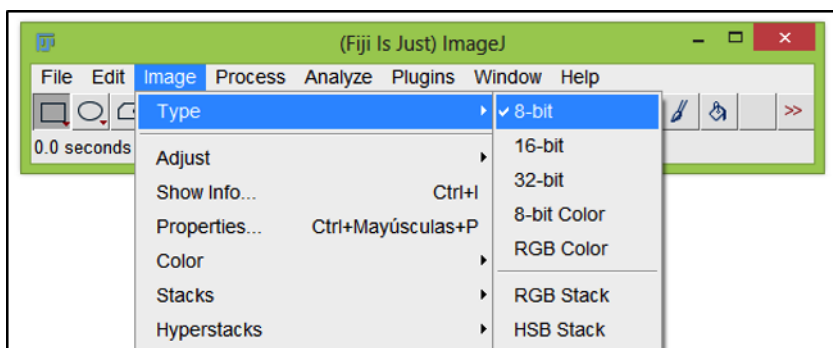 (Fiji Is Just) ImageJ
File Edit Image Process Analyze Plugins Window Help
>>
0.0 seconds
Type
Adjust
Show Info... Ctrl+I
Properties... Ctrl+Mayúsculas+P
Color
Stacks
Hyperstacks
8-bit
16-bit
32-bit
8-bit Color
RGB Color
RGB Stack
HSB Stack